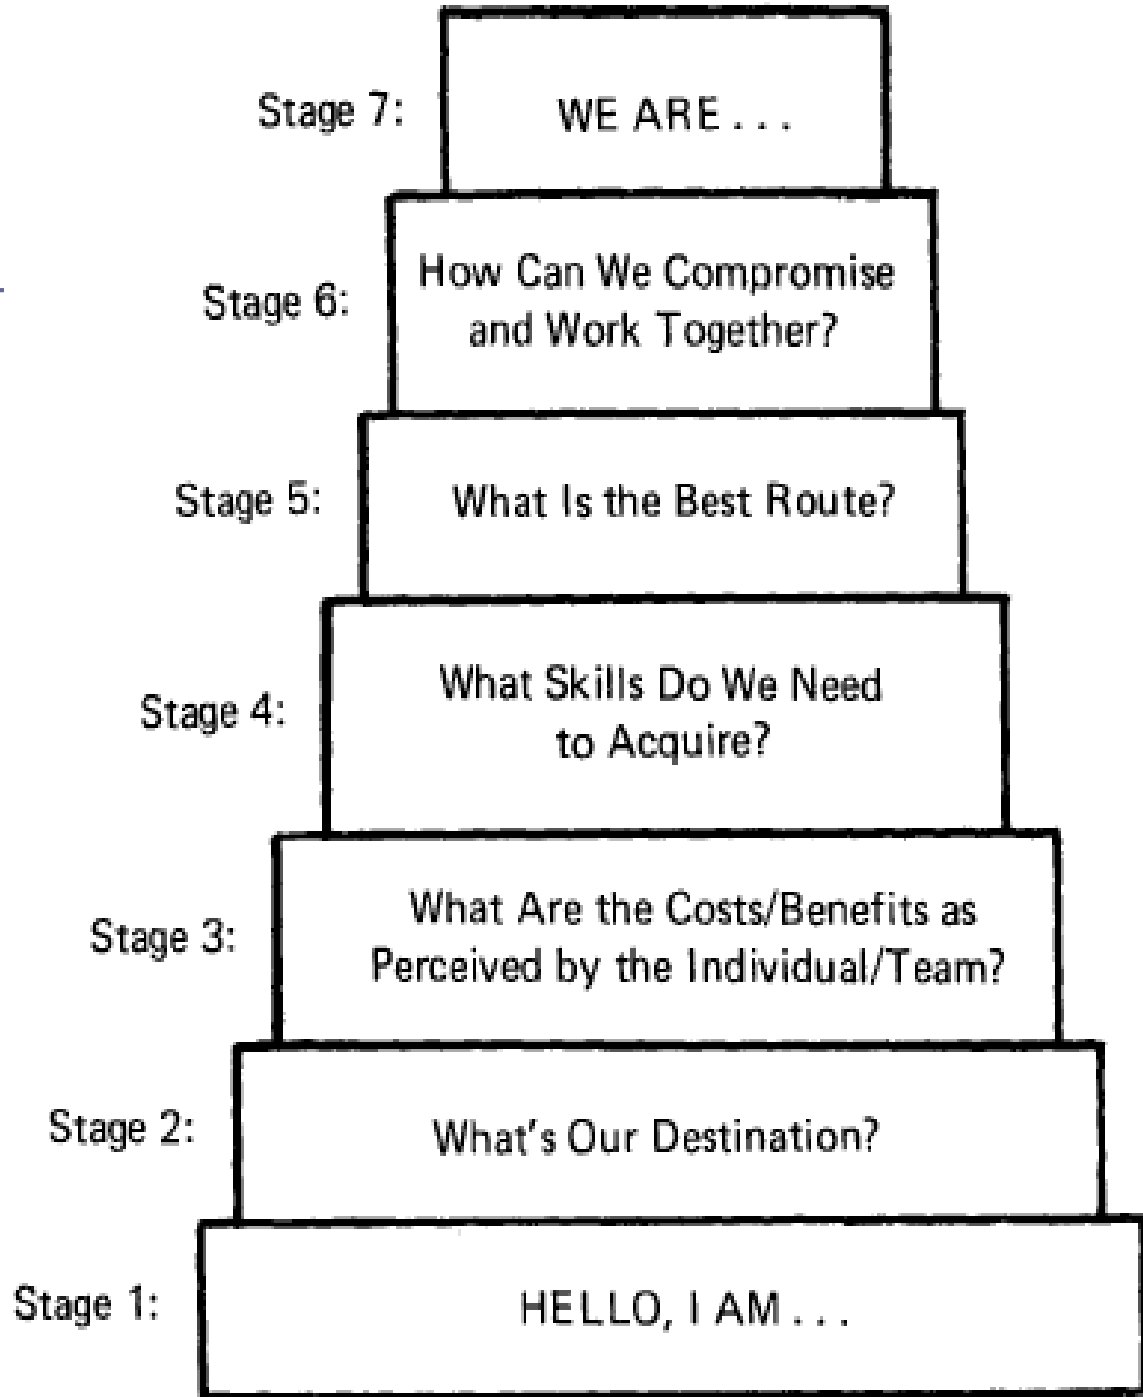 Stage 7:
WE ARE . . .
Stage 6:
How Can We Compromise
and Work Together?
Stage 5:
What Is the Best Route?
Stage 4:
What Skills Do We Need
to Acquire?
Stage 3:
What Are the Costs/Benefits as
Perceived by the Individual/Team?
Stage 2:
What's Our Destination?
Stage 1:
HELLO, I AM . . .